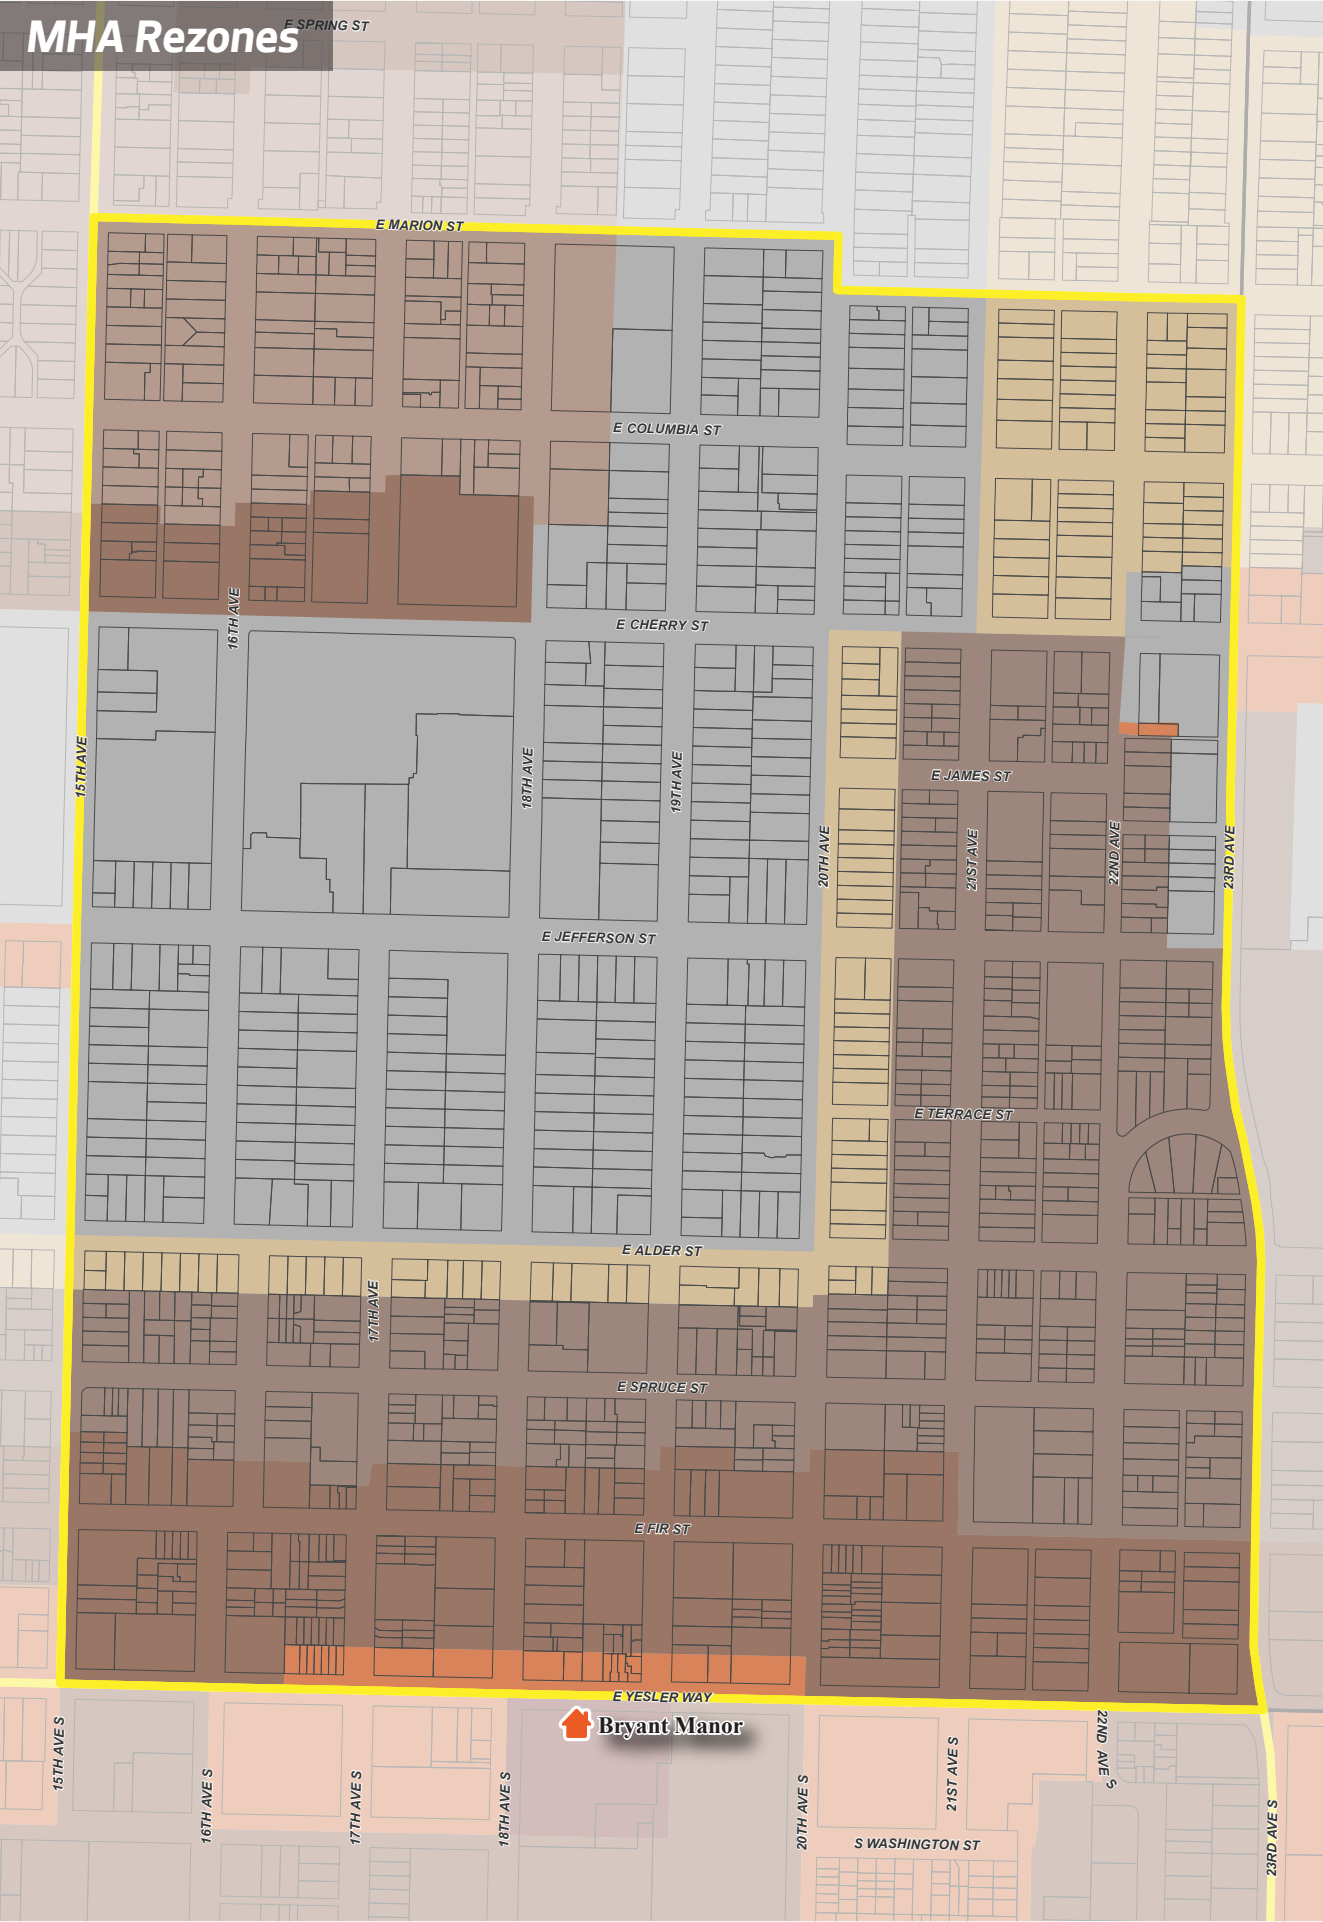 MHA Rezones
E SPRING ST
E MARION ST
E COLUMBIA ST
16TH AVE
E CHERRY ST
15TH AVE
18TH AVE
19TH AVE
E JAMES ST
20TH AVE
21ST AVE
22ND AVE
23RD AVE
E JEFFERSON ST
E TERRACE ST
E ALDER ST
17TH AVE
E SPRUCE ST
E FIR ST
E YESLER WAY
Bryant Manor
15TH AVE S
16TH AVE S
17TH AVE S
18TH AVE S
20TH AVE S
21ST AVE S
22ND AVE S
S WASHINGTON ST
23RD AVE S